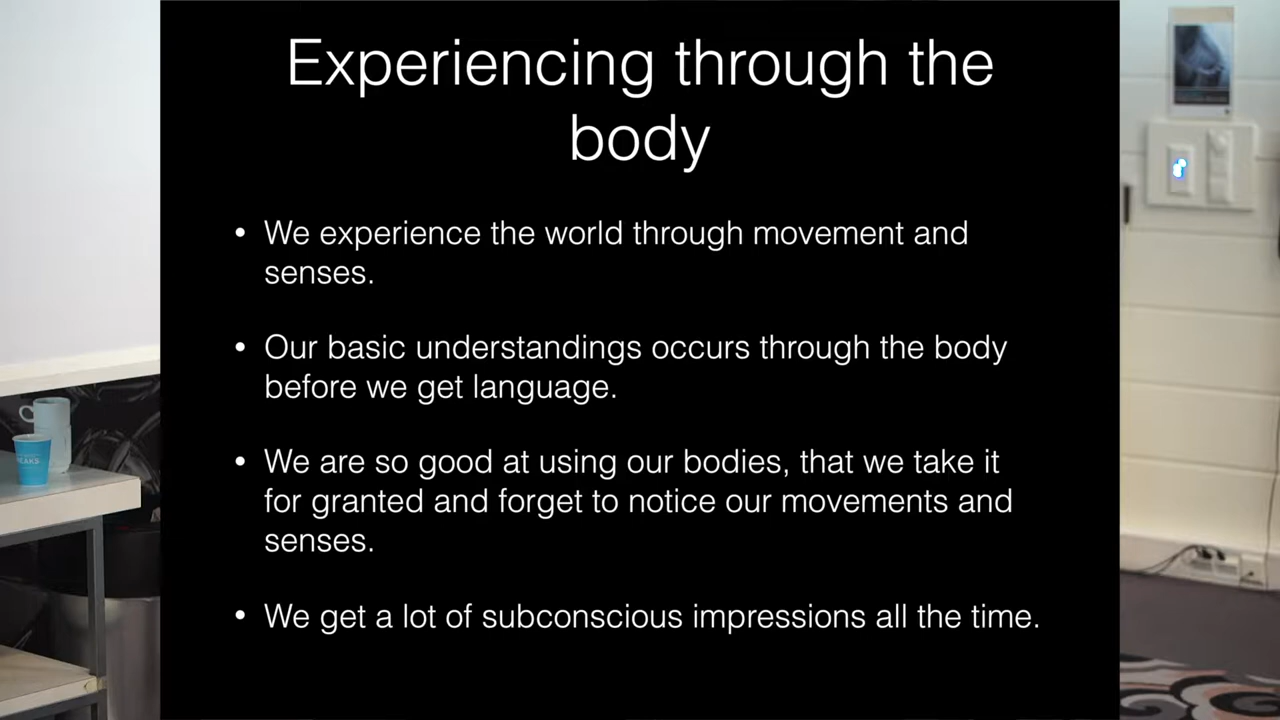 Experiencing through the
body
• We experience the world through movement and
senses.
• Our basic understandings occurs through the body
before we get language.
• We are so good at using our bodies, that we take it
for granted and forget to notice our movements and
senses.
• We get a lot of subconscious impressions all the time.